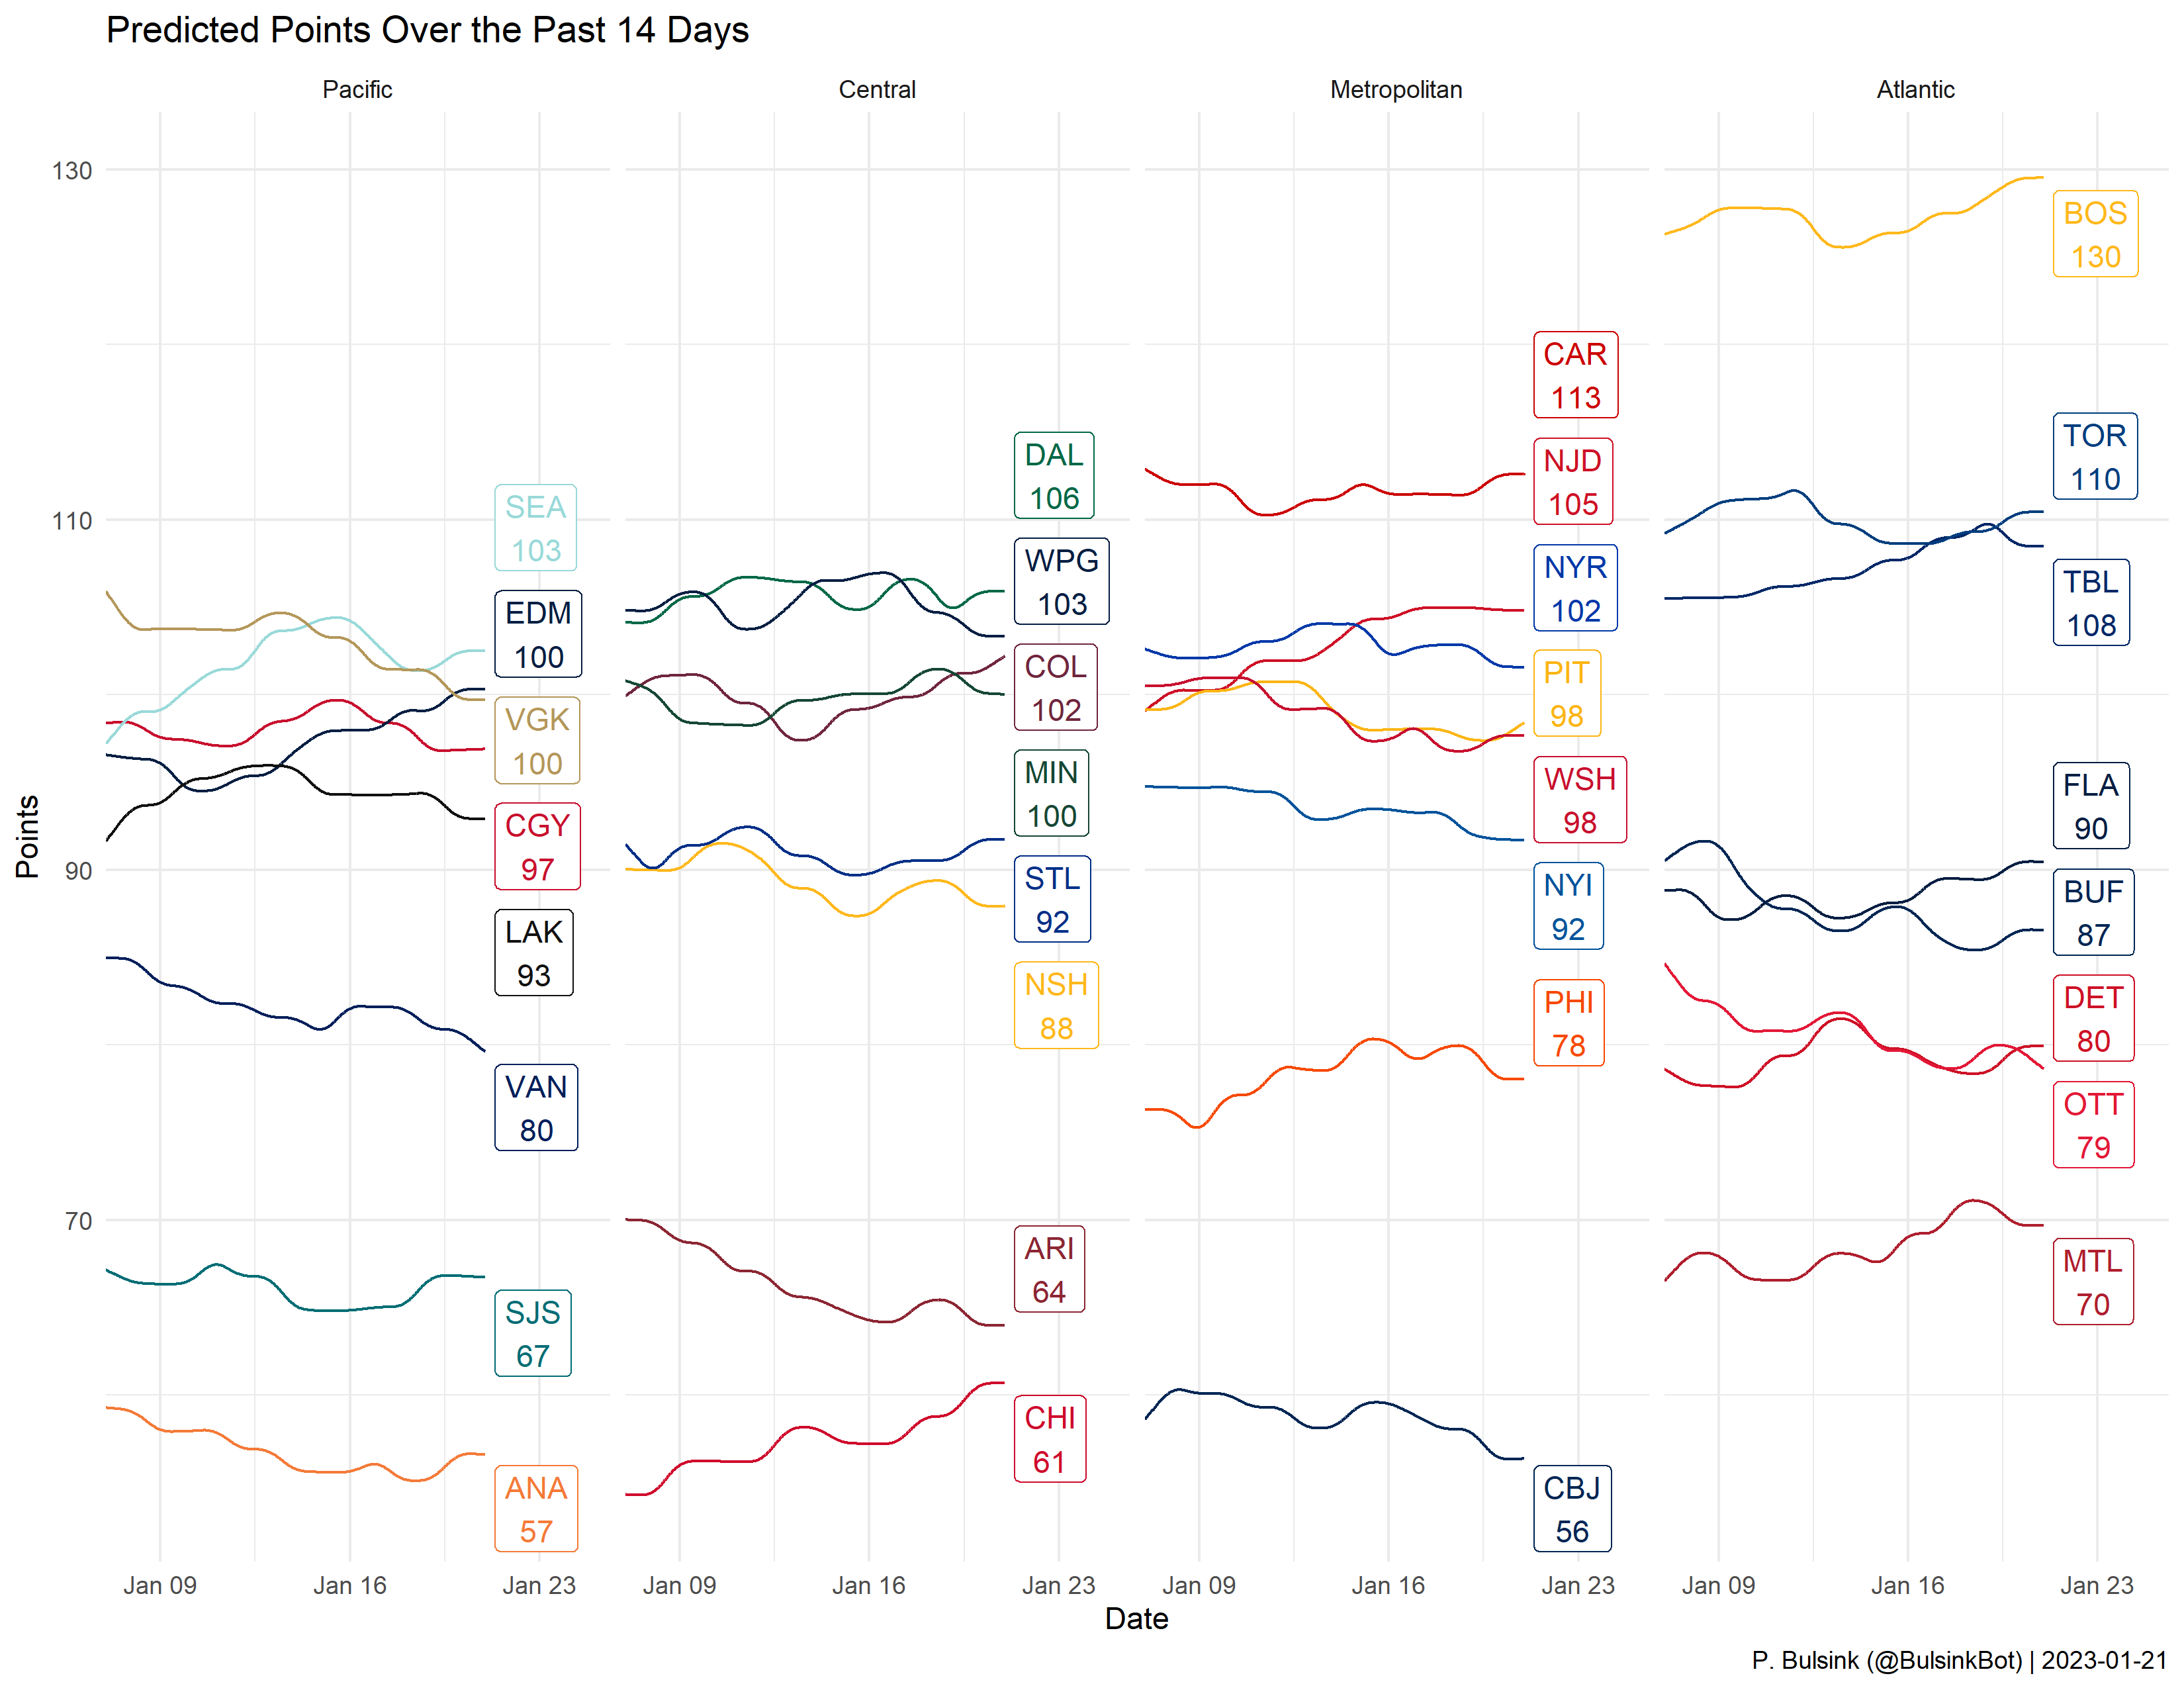 Predicted Points Over the Past 14 Days
Pacific
Central
Metropolitan
Atlantic
Points
130
110
90
70
SEA
103
EDM
100
VGK
100
CGY
97
LAK
93
VAN
80
SJS
67
ANA
57
DAL
106
WPG
103
COL
102
MIN
100
STL
92
NSH
88
ARI
64
CHI
61
CAR
113
NJD
105
NYR
102
PIT
98
WSH
98
NYI
92
PHI
78
CBJ
56
BOS
130
TOR
110
TBL
108
FLA
90
BUF
87
DET
80
OTT
79
MTL
70
Jan 09
Jan 16
Jan 23
Jan 09
Jan 16
Jan 23
Jan 09
Jan 16
Jan 23
Jan 09
Jan 16
Jan 23
Date
P. Bulsink (@BulsinkBot) | 2023-01-21